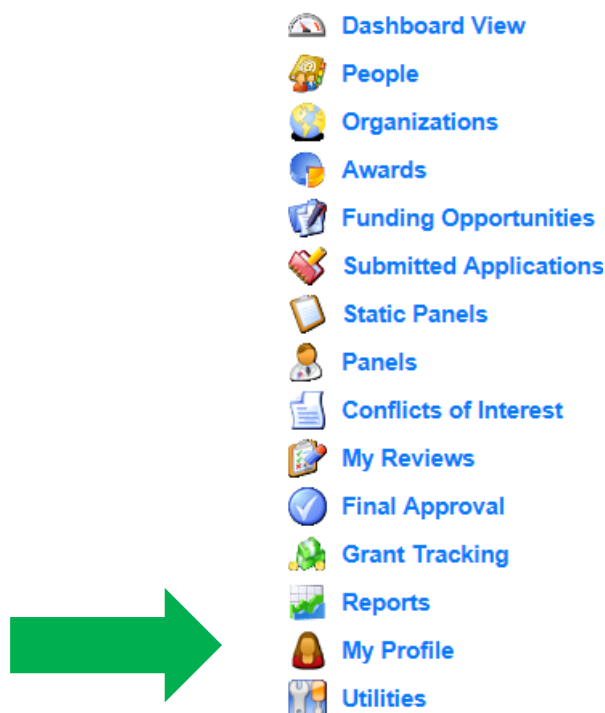 Dashboard View
People
Organizations
Awards
Funding Opportunities
Submitted Applications
Static Panels
Panels
Conflicts of Interest
My Reviews
Final Approval
Grant Tracking
Reports
My Profile
Utilities